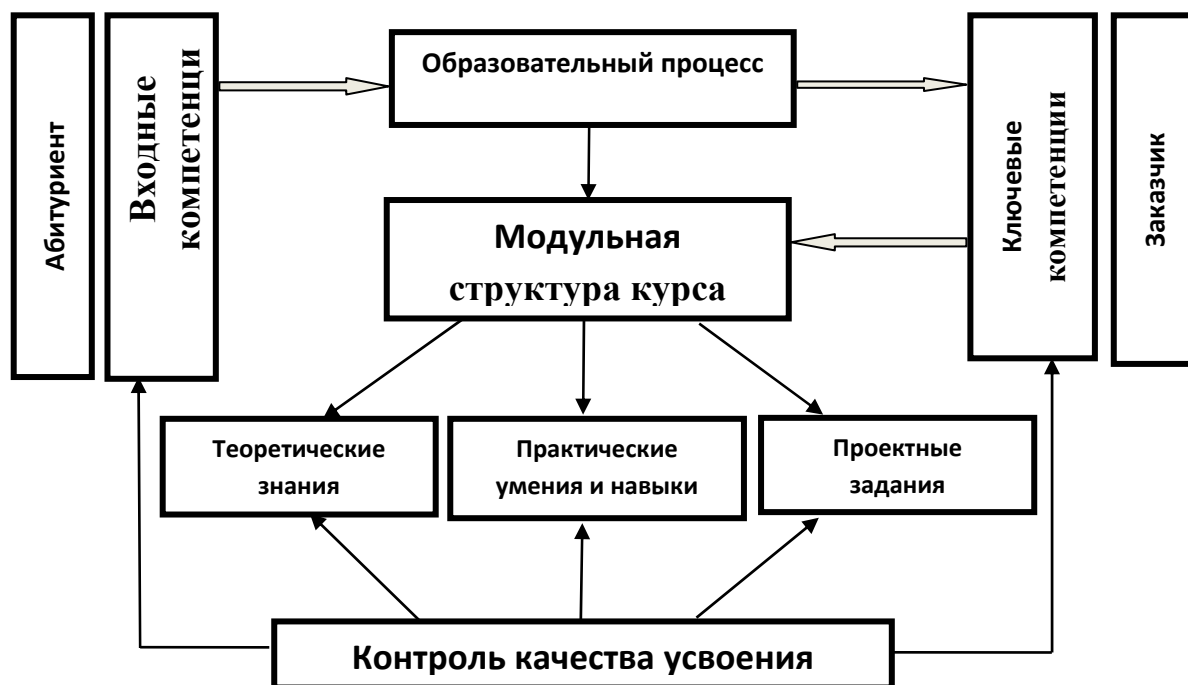 Абитуриент
Входные
компетенци
Образовательный процесс
Ключевые
компетенции
Заказчик
Модульная
структура курса
Теоретические
знания
Практические
умения и навыки
Проектные
задания
Контроль качества усвоения